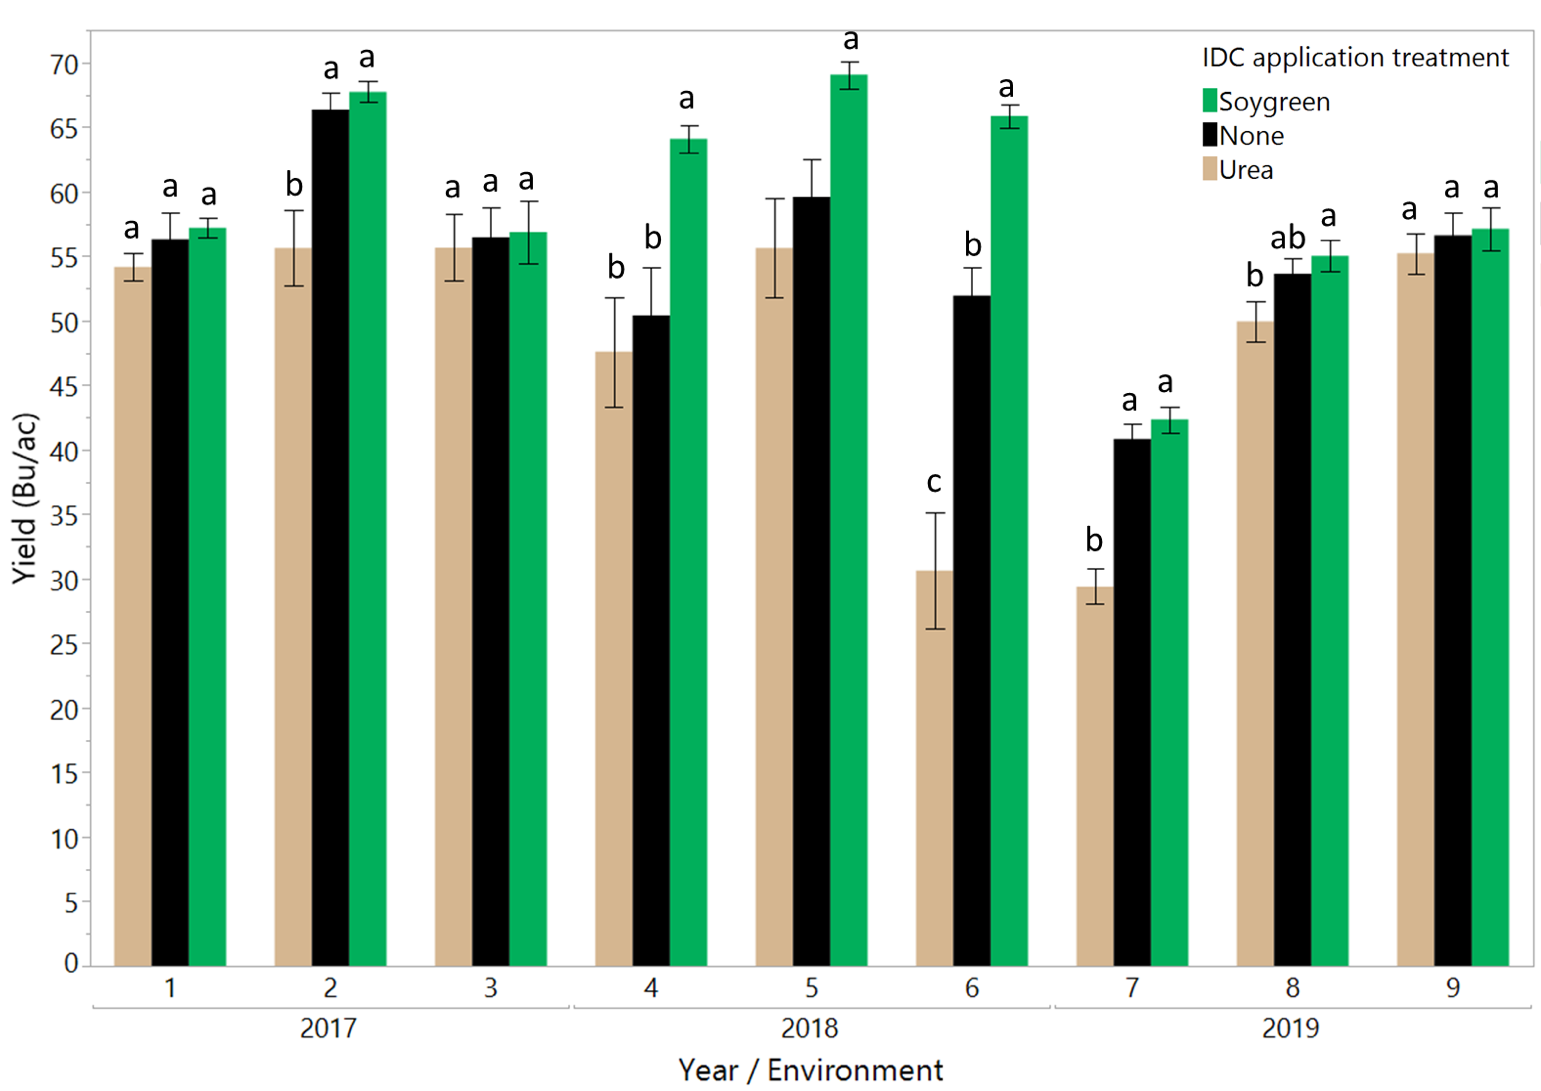 IDC application treatment
Soygreen
None
Urea
Yield (Bu/ac)
70
65
60
55
50
45
40
35
30
25
20
15
10
5
0
a a a
b a a
a a a
b b a
a
c b a
b a a
b ab a
a a a
1 2 3 4 5 6 7 8 9
2017 2018 2019
Year / Environment